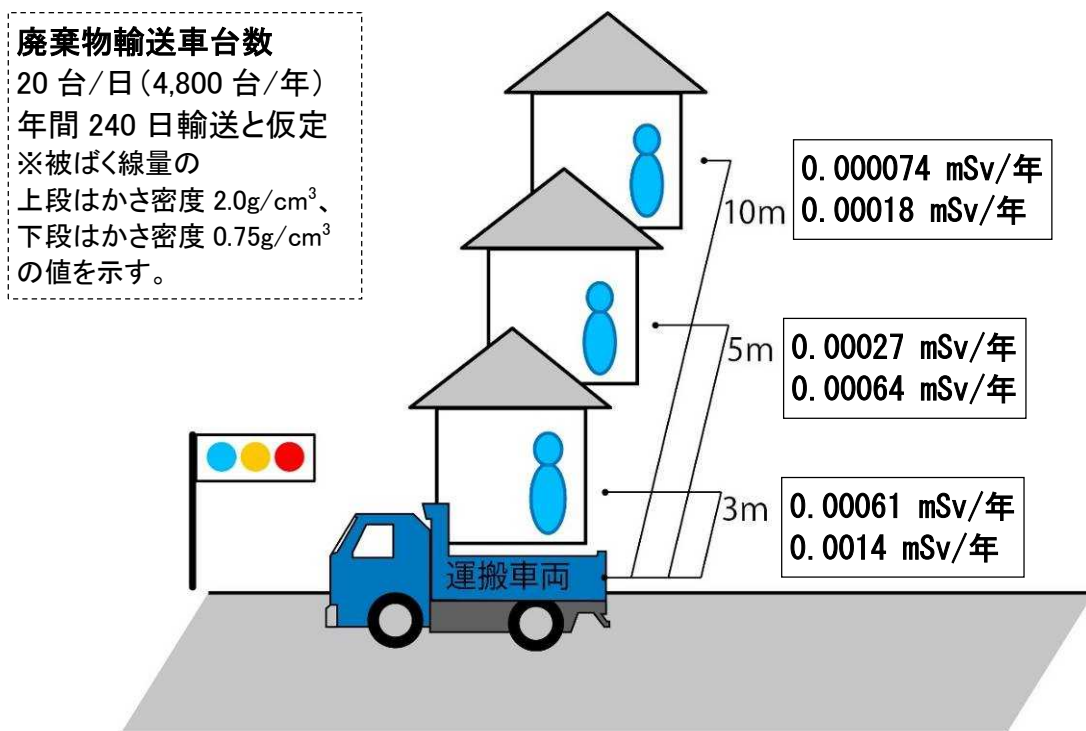 廃棄物輸送車台数
20 台/日(4,800 台/年)
年間 240 日輸送と仮定
※被ばく線量の
上段はかさ密度 2.0g/cm³、
下段はかさ密度 0.75g/cm³
の値を示す。
10m
0.000074 mSv/年
0.00018 mSv/年
5m
0.00027 mSv/年
0.00064 mSv/年
3m
0.00061 mSv/年
0.0014 mSv/年
運搬車両